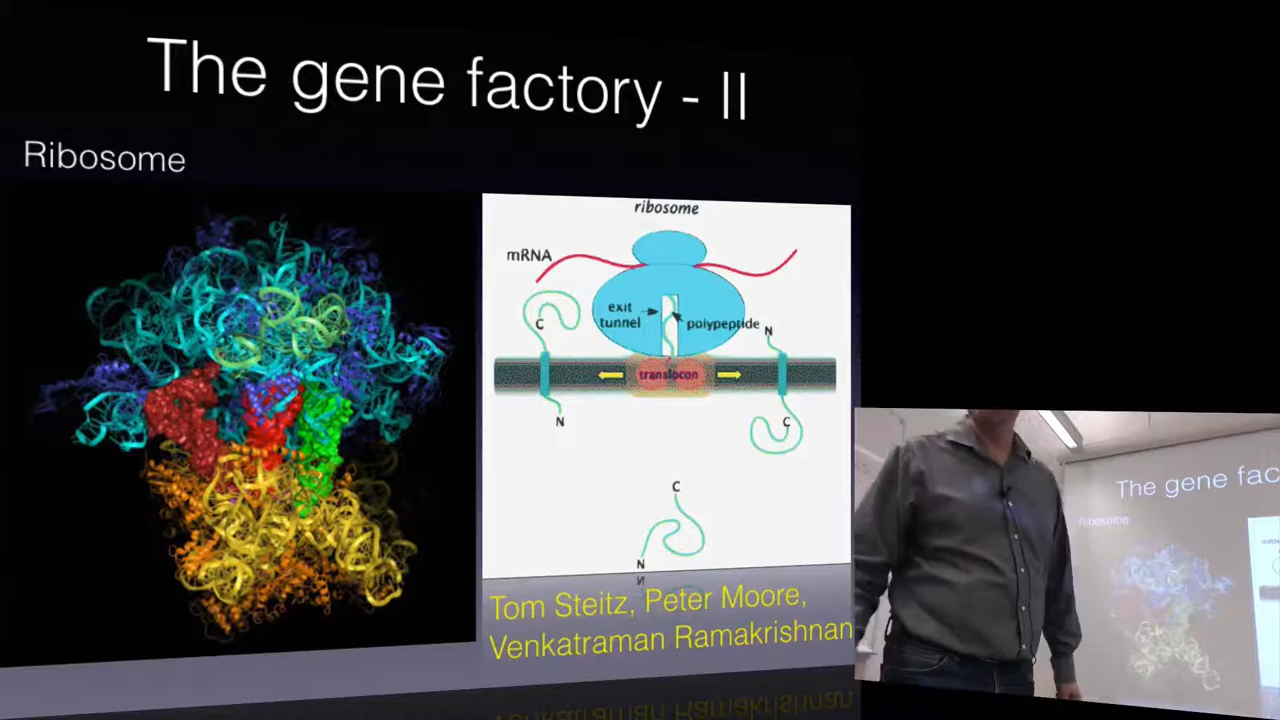 The gene factory - II
Ribosome
ribosome
mRNA
exit
tunnel
polypeptide
C
N
translocon
N
C
C
N
N
Tom Steitz, Peter Moore,
Venkatraman Ramakrishnan
The gene fac
Ribosome